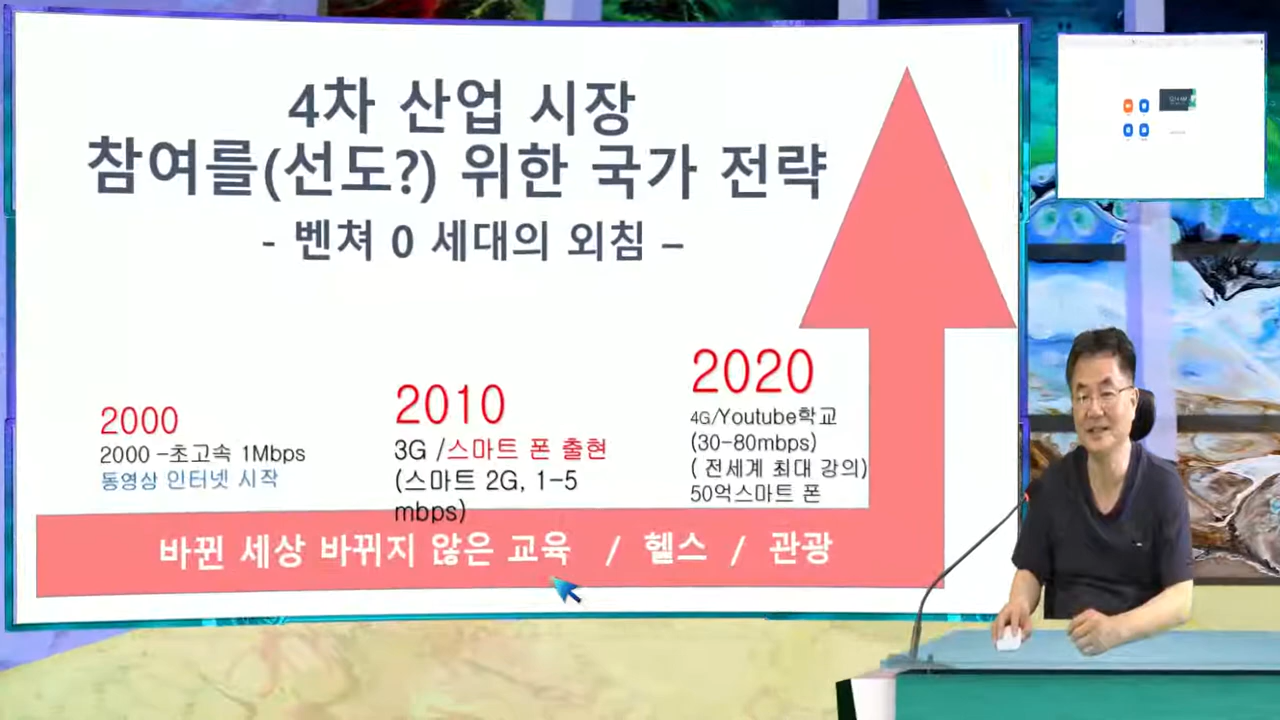 4차 산업 시장
참여를(선도?) 위한 국가 전략
- 벤쳐 0 세대의 외침 –
2000
2000 –초고속 1Mbps
동영상 인터넷 시작
2010
3G /스마트 폰 출현
(스마트 2G, 1-5
mbps)
2020
4G/Youtube학교
(30-80mbps)
( 전세계 최대 강의)
50억스마트 폰
바뀐 세상 바뀌지 않은 교육 / 헬스 / 관광